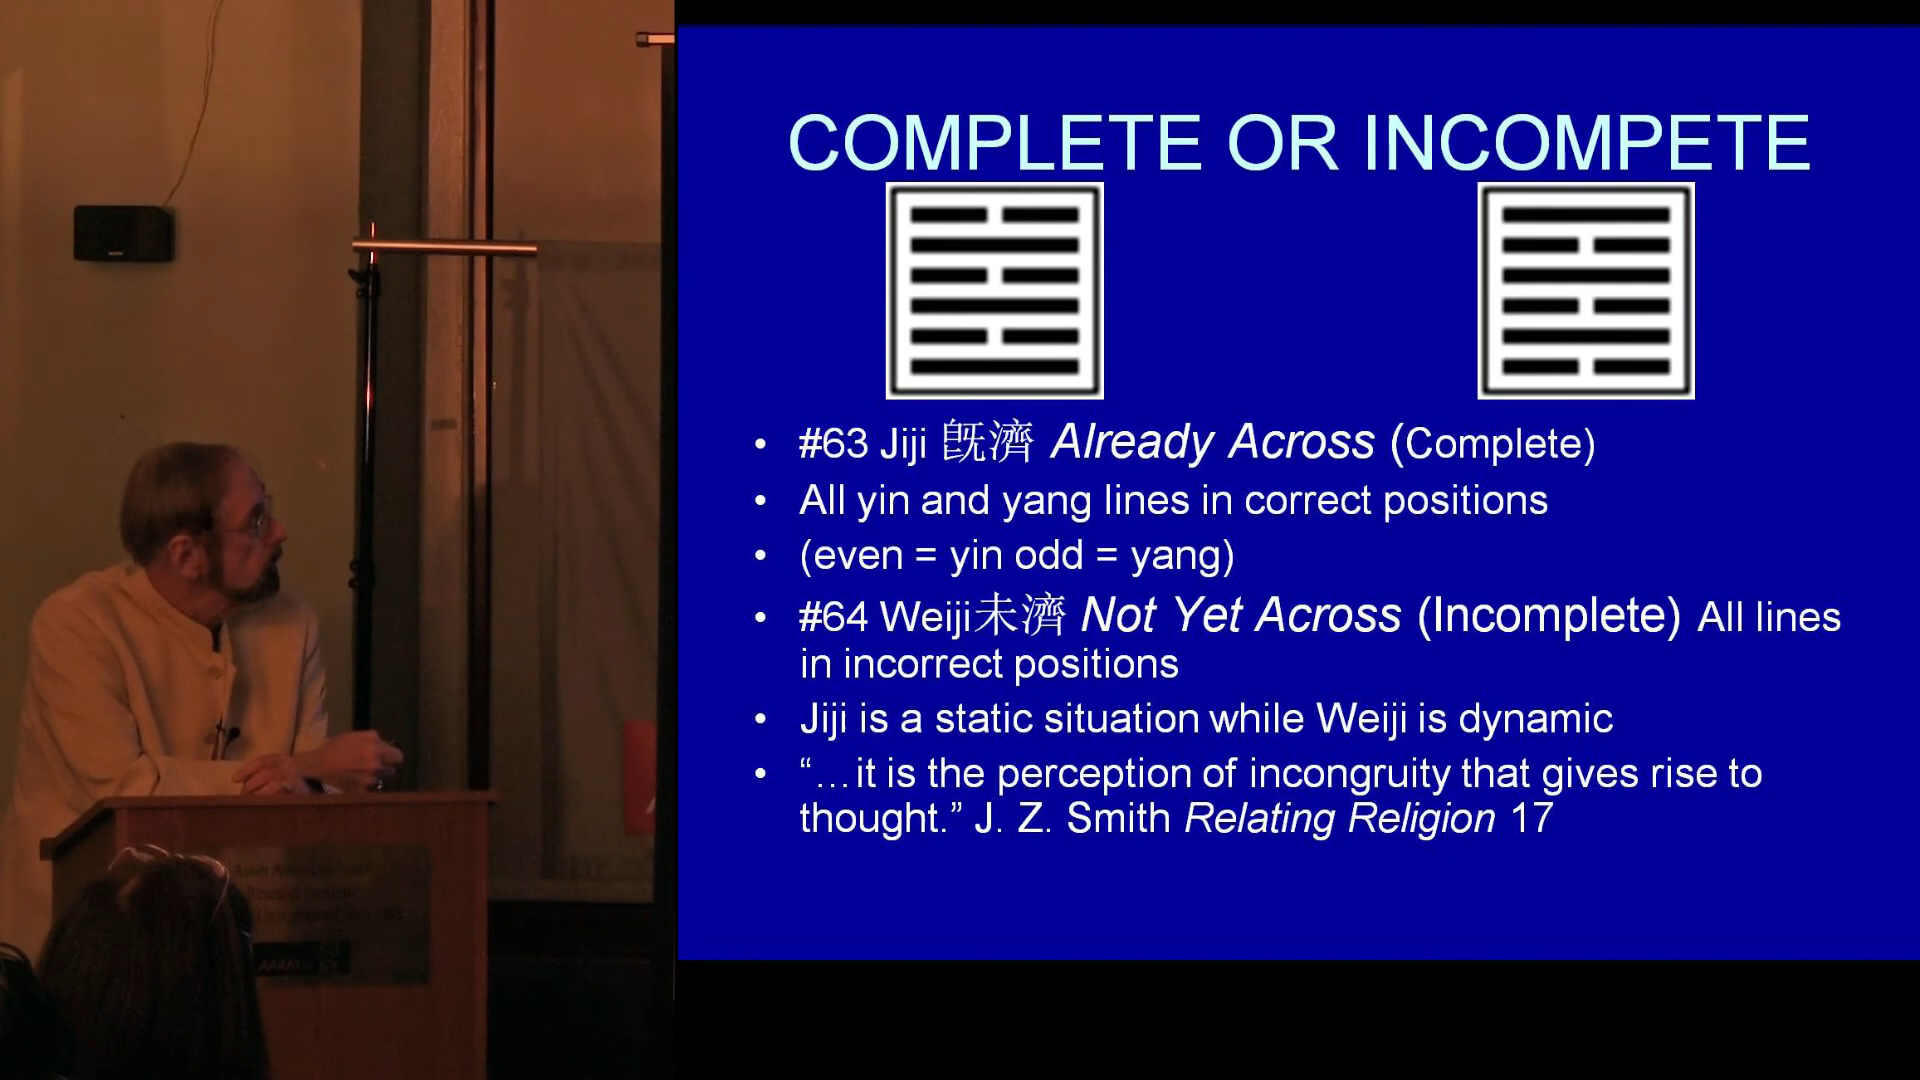 COMPLETE OR INCOMPETE
• #63 Jiji 旣濟 Already Across (Complete)
• All yin and yang lines in correct positions
• (even = yin odd = yang)
• #64 Weiji未濟 Not Yet Across (Incomplete) All lines
in incorrect positions
• Jiji is a static situation while Weiji is dynamic
• “…it is the perception of incongruity that gives rise to
thought.” J. Z. Smith Relating Religion 17